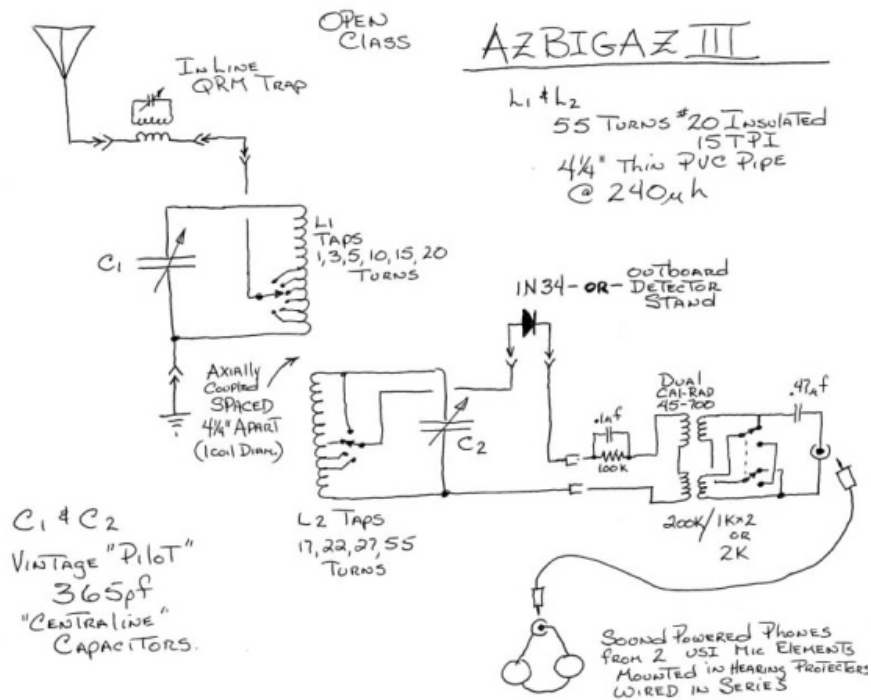 OPEN
CLASS
AZBIGAZ III
INLINE
QRM TRAP
L1 & L2
55 TURNS #20 INSULATED
15 TPI
4¼" THIN PVC PIPE
@ 240µh
L1
TAPS
1,3,5,10,15,20
TURNS
C1
1N34 - OR - OUTBOARD
DETECTOR
STAND
AXIALLY
COUPLED
SPACED
4¼" APART
(1 COIL DIAM.)
C2
.1µf
100K
DUAL
CAL-RAD
45-700
.47µf
L2 TAPS
17,22,27,55
TURNS
200K/1K×2
OR
2K
C1 & C2
VINTAGE "PILOT"
365pf
"CENTRALINE"
CAPACITORS.
SOUND POWERED PHONES
from 2 USI MIC ELEMENTS
MOUNTED IN HEARING PROTECTORS
WIRED IN SERIES